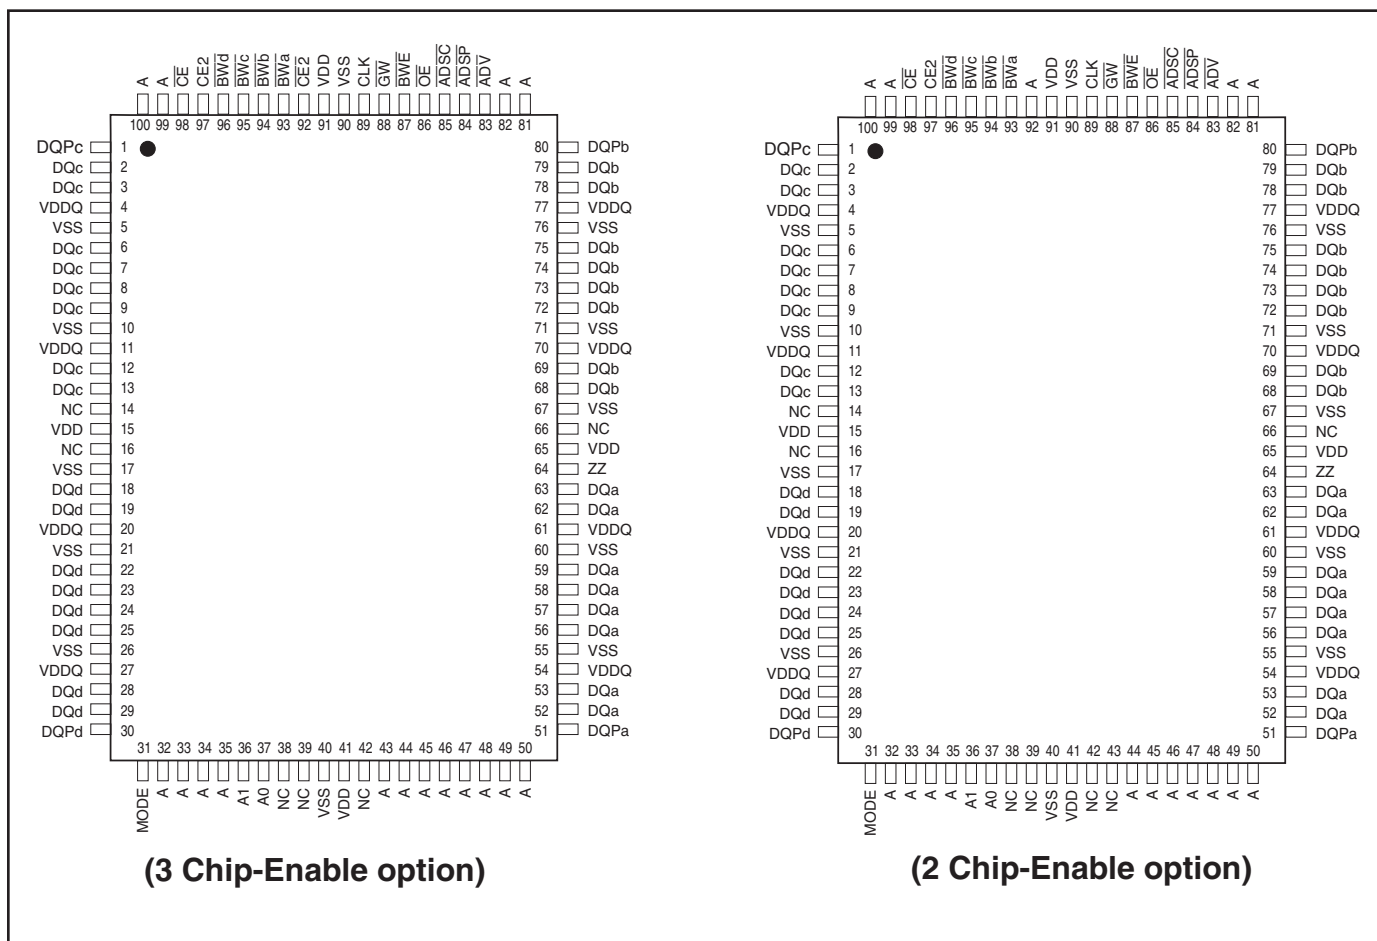 A A CE CE2 BWd BWc BWb BWa CE2 VDD VSS CLK GW BWE OE ADSC ADSP ADV A A
100 99 98 97 96 95 94 93 92 91 90 89 88 87 86 85 84 83 82 81
DQPc 1 80 DQPb
DQc 2 79 DQb
DQc 3 78 DQb
VDDQ 4 77 VDDQ
VSS 5 76 VSS
DQc 6 75 DQb
DQc 7 74 DQb
DQc 8 73 DQb
DQc 9 72 DQb
VSS 10 71 VSS
VDDQ 11 70 VDDQ
DQc 12 69 DQb
DQc 13 68 DQb
NC 14 67 VSS
VDD 15 66 NC
NC 16 65 VDD
VSS 17 64 ZZ
DQd 18 63 DQa
DQd 19 62 DQa
VDDQ 20 61 VDDQ
VSS 21 60 VSS
DQd 22 59 DQa
DQd 23 58 DQa
DQd 24 57 DQa
DQd 25 56 DQa
VSS 26 55 VSS
VDDQ 27 54 VDDQ
DQd 28 53 DQa
DQd 29 52 DQa
DQPd 30 51 DQPa
31 32 33 34 35 36 37 38 39 40 41 42 43 44 45 46 47 48 49 50
MODE A A A A A1 A0 NC NC VSS VDD NC A A A A A A A A
(3 Chip-Enable option)
A A CE CE2 BWd BWc BWb BWa A VDD VSS CLK GW BWE OE ADSC ADSP ADV A A
100 99 98 97 96 95 94 93 92 91 90 89 88 87 86 85 84 83 82 81
DQPc 1 80 DQPb
DQc 2 79 DQb
DQc 3 78 DQb
VDDQ 4 77 VDDQ
VSS 5 76 VSS
DQc 6 75 DQb
DQc 7 74 DQb
DQc 8 73 DQb
DQc 9 72 DQb
VSS 10 71 VSS
VDDQ 11 70 VDDQ
DQc 12 69 DQb
DQc 13 68 DQb
NC 14 67 VSS
VDD 15 66 NC
NC 16 65 VDD
VSS 17 64 ZZ
DQd 18 63 DQa
DQd 19 62 DQa
VDDQ 20 61 VDDQ
VSS 21 60 VSS
DQd 22 59 DQa
DQd 23 58 DQa
DQd 24 57 DQa
DQd 25 56 DQa
VSS 26 55 VSS
VDDQ 27 54 VDDQ
DQd 28 53 DQa
DQd 29 52 DQa
DQPd 30 51 DQPa
31 32 33 34 35 36 37 38 39 40 41 42 43 44 45 46 47 48 49 50
MODE A A A A A1 A0 NC NC VSS VDD NC NC A A A A A A A
(2 Chip-Enable option)